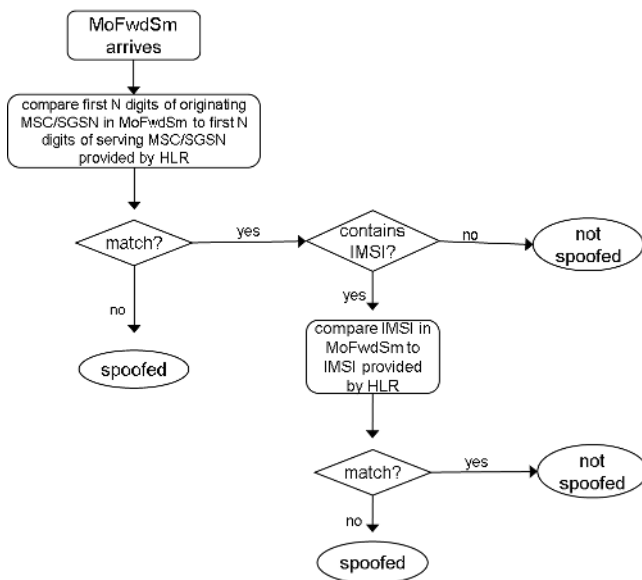 MoFwdSm
arrives
compare first N digits of originating
MSC/SGSN in MoFwdSm to first N
digits of serving MSC/SGSN
provided by HLR
match?
yes
contains
IMSI?
no
not
spoofed
no
spoofed
yes
compare IMSI in
MoFwdSm to
IMSI provided
by HLR
match?
yes
not
spoofed
no
spoofed